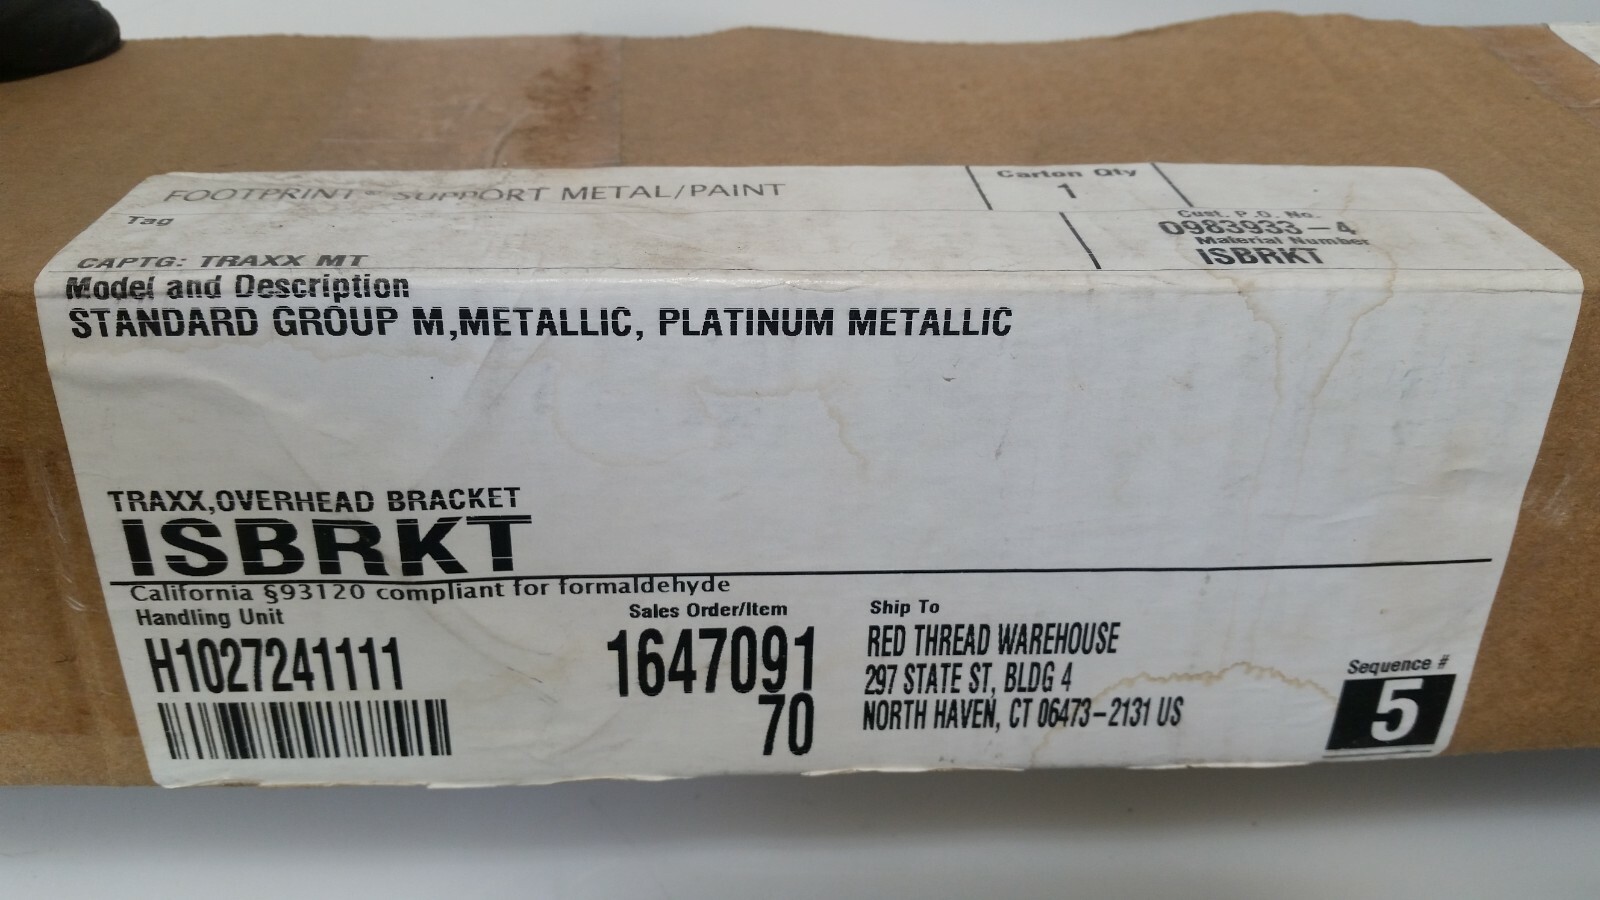 FOOTPRINT® SUPPORT METAL/PAINT
Carton Qty
1
Tag
CAPTG: TRAXX MT
Cust. P.O. No.
0983933-4
Material Number
ISBRKT
Model and Description
STANDARD GROUP M,METALLIC, PLATINUM METALLIC
TRAXX,OVERHEAD BRACKET
ISBRKT
California §93120 compliant for formaldehyde
Handling Unit
H1027241111
Sales Order/Item
1647091
70
Ship To
RED THREAD WAREHOUSE
297 STATE ST, BLDG 4
NORTH HAVEN, CT 06473-2131 US
Sequence #
5